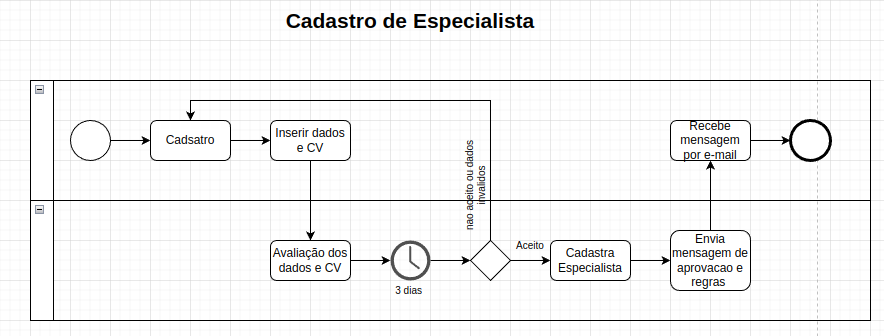 Cadastro de Especialista
Cadsatro
Inserir dados
e CV
nao aceito ou dados
invalidos
Recebe
mensagem
por e-mail
Avaliação dos
dados e CV
3 dias
Aceito
Cadastra
Especialista
Envia
mensagem de
aprovacao e
regras